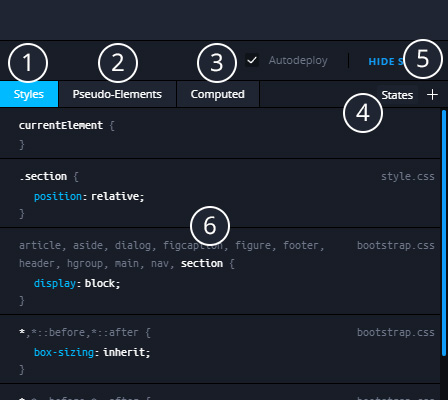 1 2 3 5
Autodeploy HIDE S
Styles Pseudo-Elements Computed 4 States +
currentElement {
}
.section { style.css
position: relative;
}
6
article, aside, dialog, figcaption, figure, footer, bootstrap.css
header, hgroup, main, nav, section {
display: block;
}
*,*::before,*::after { bootstrap.css
box-sizing: inherit;
}
*,*::before,*::after { bootstrap.css